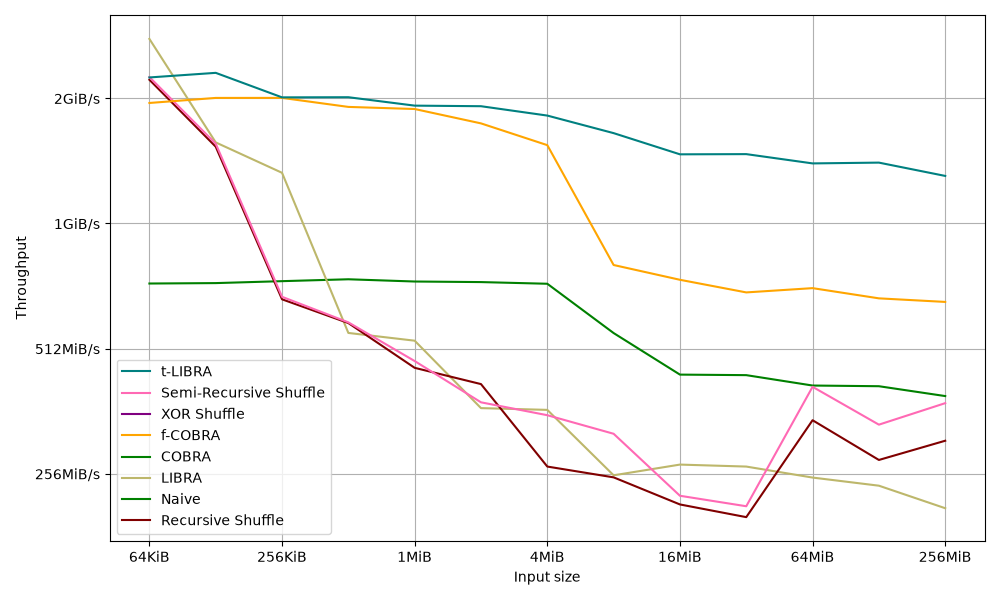 2GiB/s
1GiB/s
512MiB/s
256MiB/s
Throughput
t-LIBRA
Semi-Recursive Shuffle
XOR Shuffle
f-COBRA
COBRA
LIBRA
Naive
Recursive Shuffle
64KiB 256KiB 1MiB 4MiB 16MiB 64MiB 256MiB
Input size